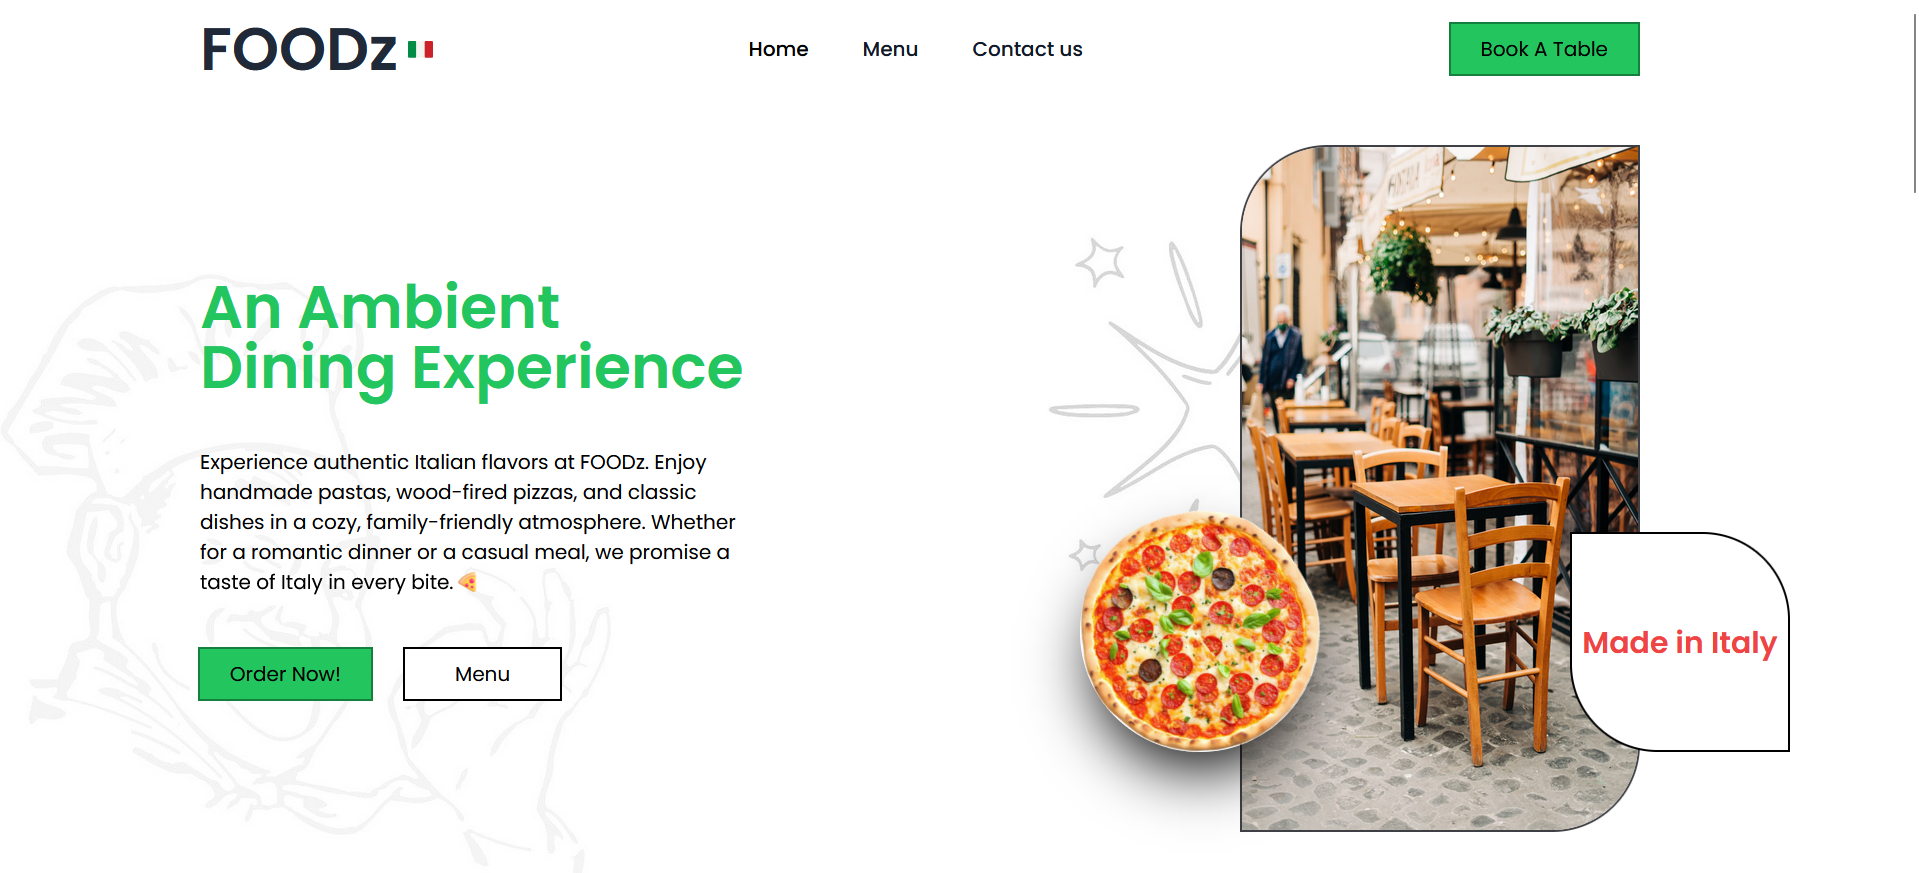 FOODz
Home
Menu
Contact us
Book A Table
An Ambient
Dining Experience
Experience authentic Italian flavors at FOODz. Enjoy
handmade pastas, wood-fired pizzas, and classic
dishes in a cozy, family-friendly atmosphere. Whether
for a romantic dinner or a casual meal, we promise a
taste of Italy in every bite. 🍕
Order Now!
Menu
Made in Italy